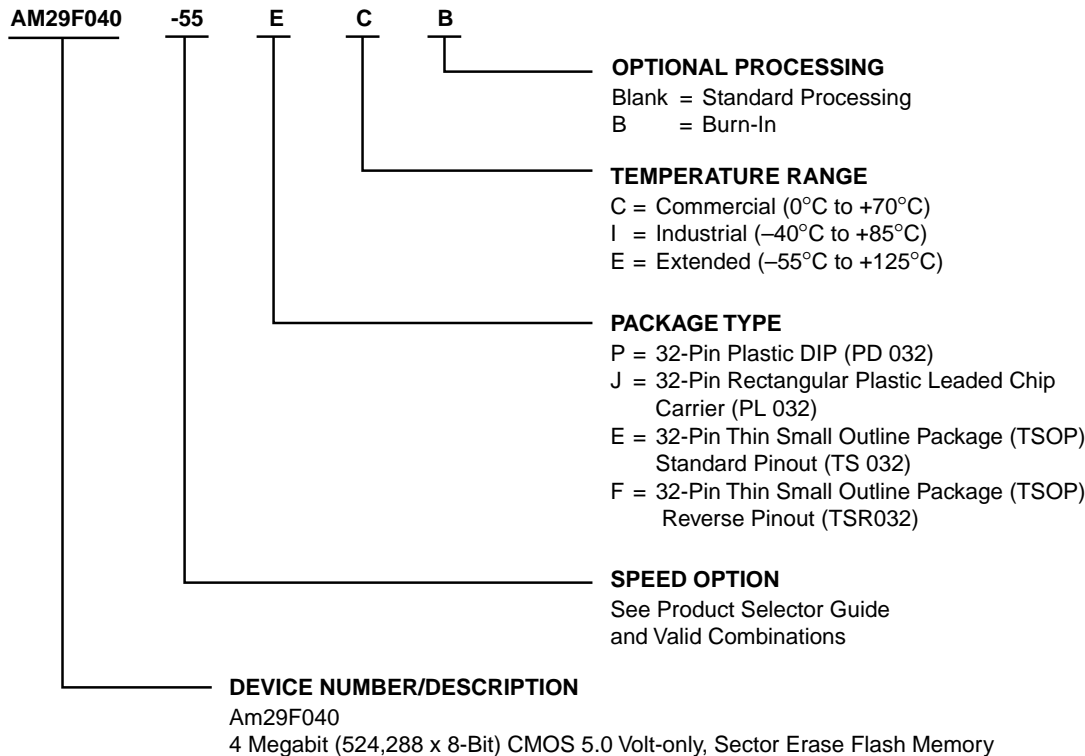 AM29F040 -55 E C B
OPTIONAL PROCESSING
Blank = Standard Processing
B = Burn-In
TEMPERATURE RANGE
C = Commercial (0°C to +70°C)
I = Industrial (–40°C to +85°C)
E = Extended (–55°C to +125°C)
PACKAGE TYPE
P = 32-Pin Plastic DIP (PD 032)
J = 32-Pin Rectangular Plastic Leaded Chip
Carrier (PL 032)
E = 32-Pin Thin Small Outline Package (TSOP)
Standard Pinout (TS 032)
F = 32-Pin Thin Small Outline Package (TSOP)
Reverse Pinout (TSR032)
SPEED OPTION
See Product Selector Guide
and Valid Combinations
DEVICE NUMBER/DESCRIPTION
Am29F040
4 Megabit (524,288 x 8-Bit) CMOS 5.0 Volt-only, Sector Erase Flash Memory